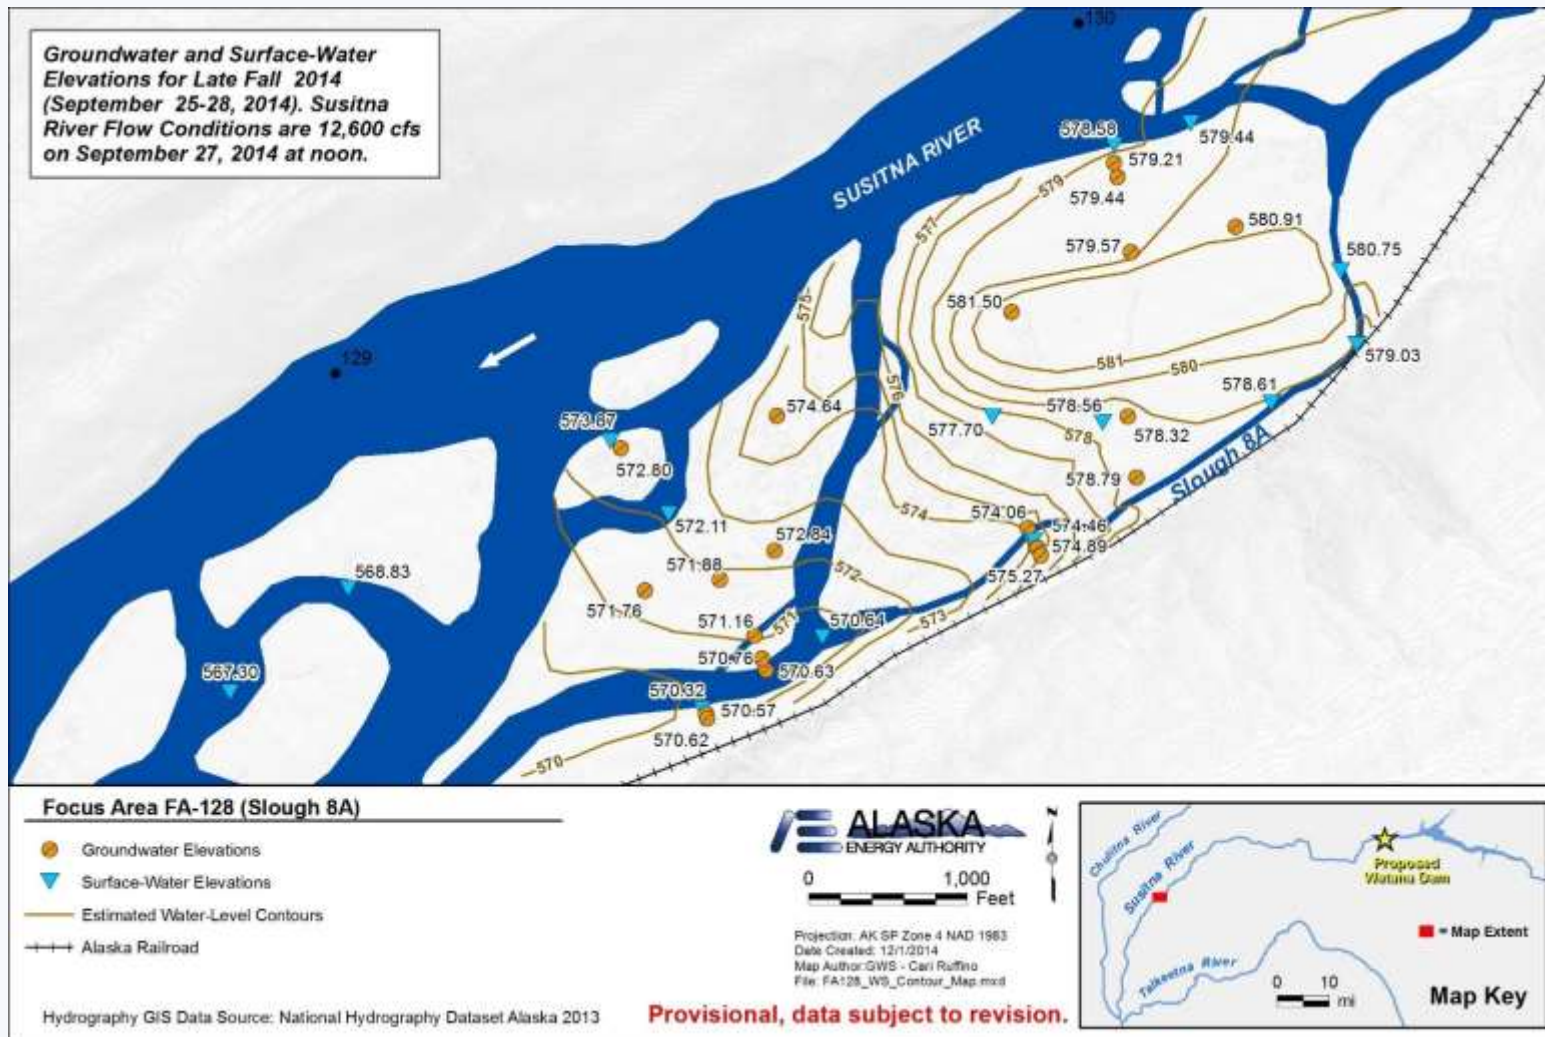 Groundwater and Surface-Water
Elevations for Late Fall 2014
(September 25-28, 2014). Susitna
River Flow Conditions are 12,600 cfs
on September 27, 2014 at noon.
130
SUSITNA RIVER
578.58
579.44
579.21
579.44
579
577
580.91
579.57
580.75
575
581.50
129
581
580
579.03
576
578.61
573.87
574.64
577.70
578.56
578
578.32
572.80
578.79
Slough 8A
574
574.06
574.46
572.11
572.84
574.89
571.88
572
575.27
568.83
571.76
571.16
571
570.64
573
570.76
570.63
567.30
570.32
570.57
570.62
570
Focus Area FA-128 (Slough 8A)
Groundwater Elevations
Surface-Water Elevations
Estimated Water-Level Contours
Alaska Railroad
Hydrography GIS Data Source: National Hydrography Dataset Alaska 2013
ALASKA
ENERGY AUTHORITY
N
0 1,000
Feet
Projection: AK SP Zone 4 NAD 1983
Date Created: 12/1/2014
Map Author:GWS - Cari Ruffino
File: FA128_WS_Contour_Map.mxd
Provisional, data subject to revision.
Chulitna River
Susitna River
Proposed
Watana Dam
= Map Extent
Talkeetna River
0 10
mi
Map Key